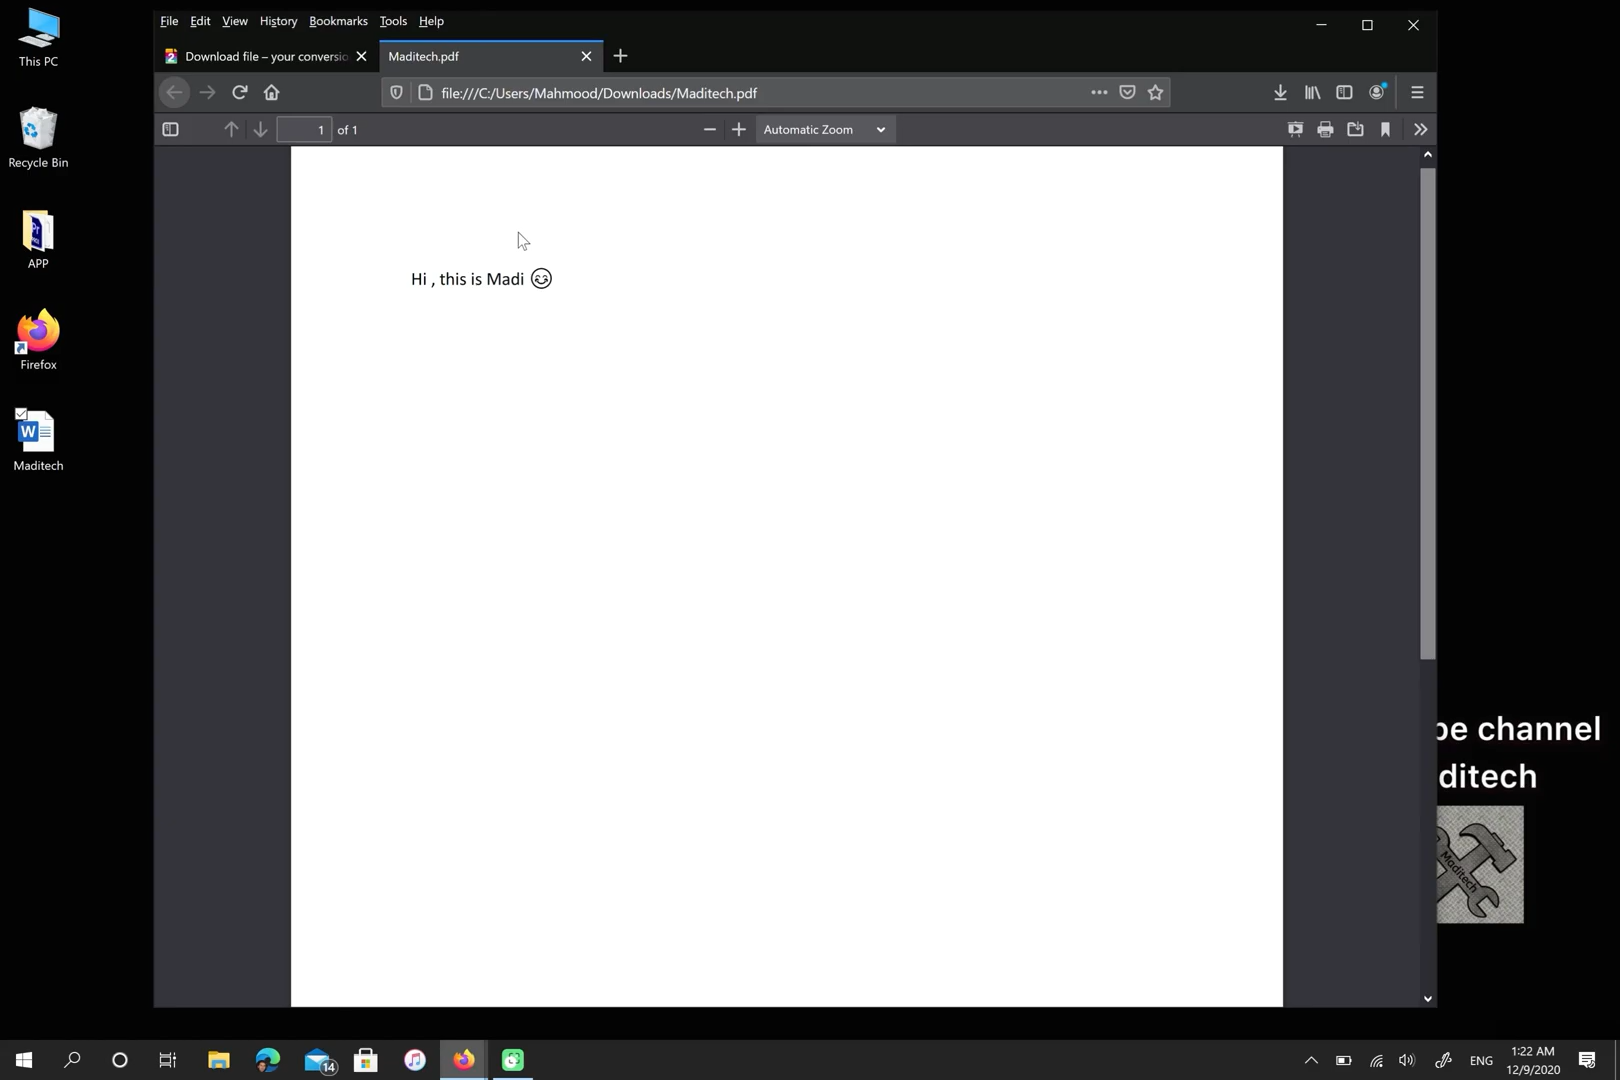 This PC
Recycle Bin
APP
Firefox
Maditech
File Edit View History Bookmarks Tools Help
Download file – your conversio
Maditech.pdf
file:///C:/Users/Mahmood/Downloads/Maditech.pdf
1 of 1
Automatic Zoom
Hi , this is Madi 😊
be channel
ditech
Maditech
14
ENG
1:22 AM
12/9/2020